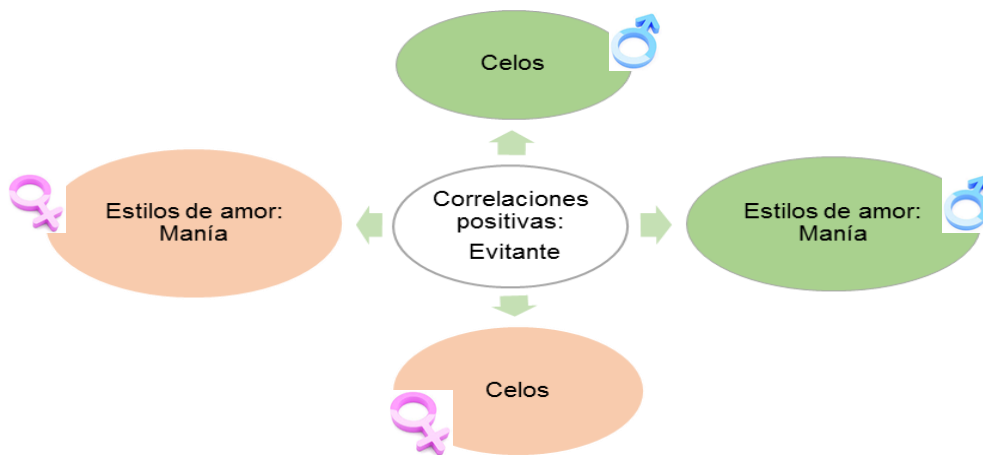 Celos
Estilos de amor:
Manía
Correlaciones
positivas:
Evitante
Estilos de amor:
Manía
Celos